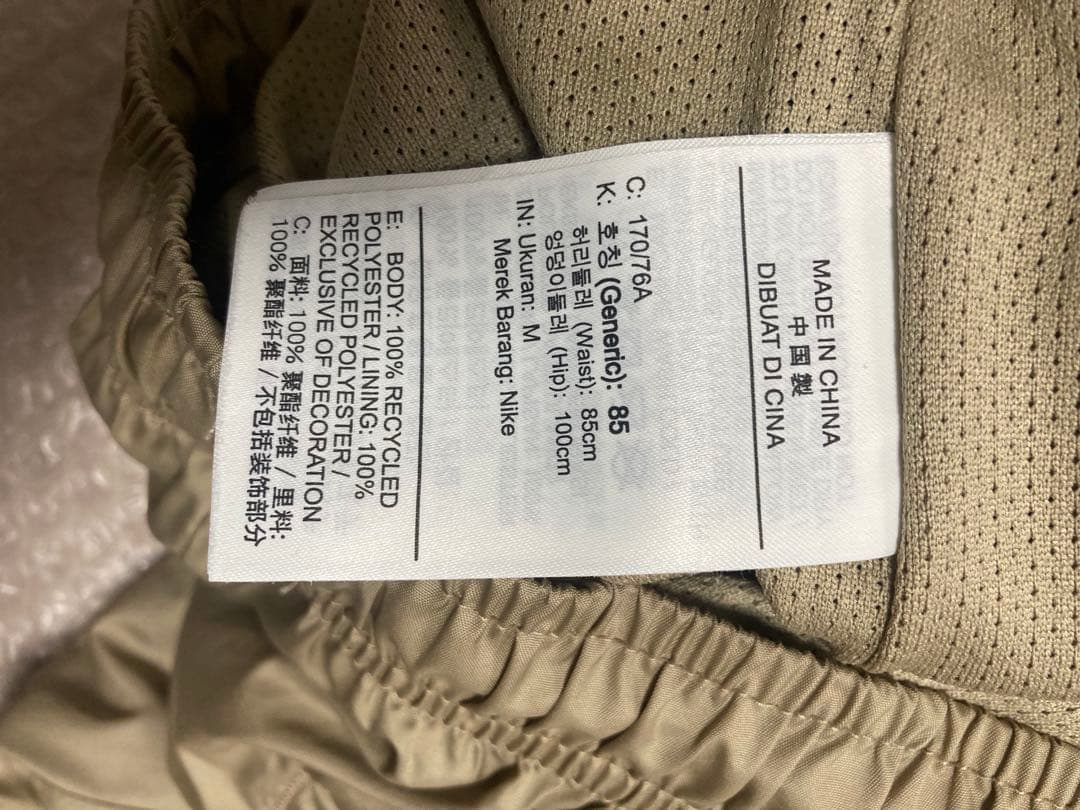 MADE IN CHINA
中国製
DIBUAT DI CINA
C: 170/76A
K: 호칭 (Generic): 85
허리둘레 (Waist): 85cm
엉덩이둘레 (Hip): 100cm
IN: Ukuran: M
Merek Barang: Nike
E: BODY: 100% RECYCLED
POLYESTER / LINING: 100%
RECYCLED POLYESTER /
EXCLUSIVE OF DECORATION
C: 面料: 100% 聚酯纤维 / 里料:
100% 聚酯纤维 / 不包括装饰部分